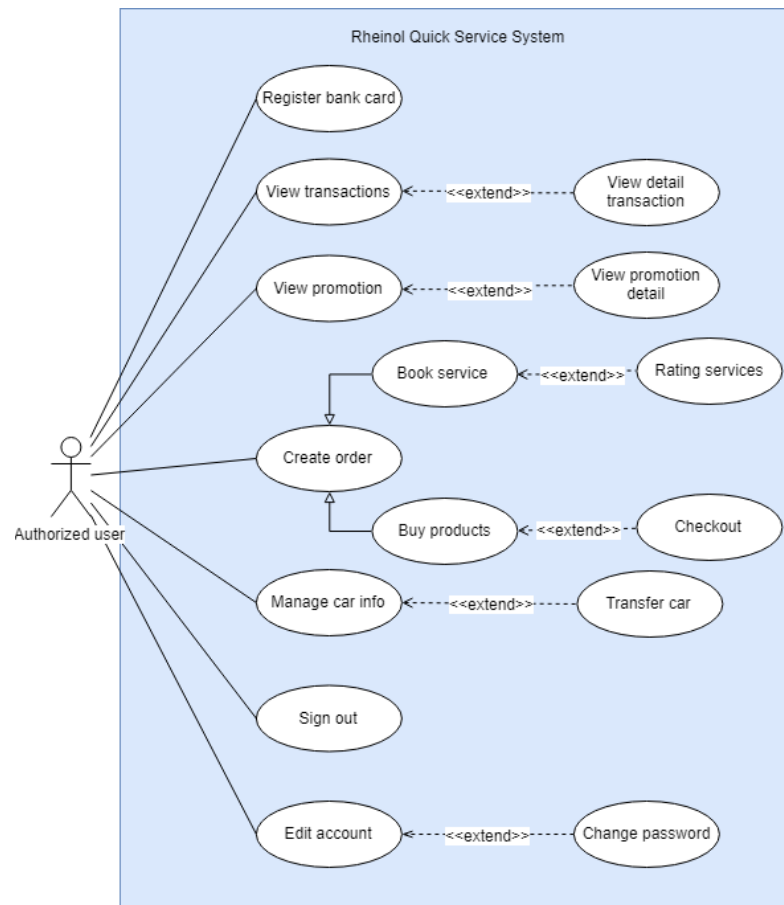 Rheinol Quick Service System
Register bank card
View transactions
<<extend>>
View detail
transaction
View promotion
<<extend>>
View promotion
detail
Book service
<<extend>>
Rating services
Create order
Authorized user
Buy products
<<extend>>
Checkout
Manage car info
<<extend>>
Transfer car
Sign out
Edit account
<<extend>>
Change password